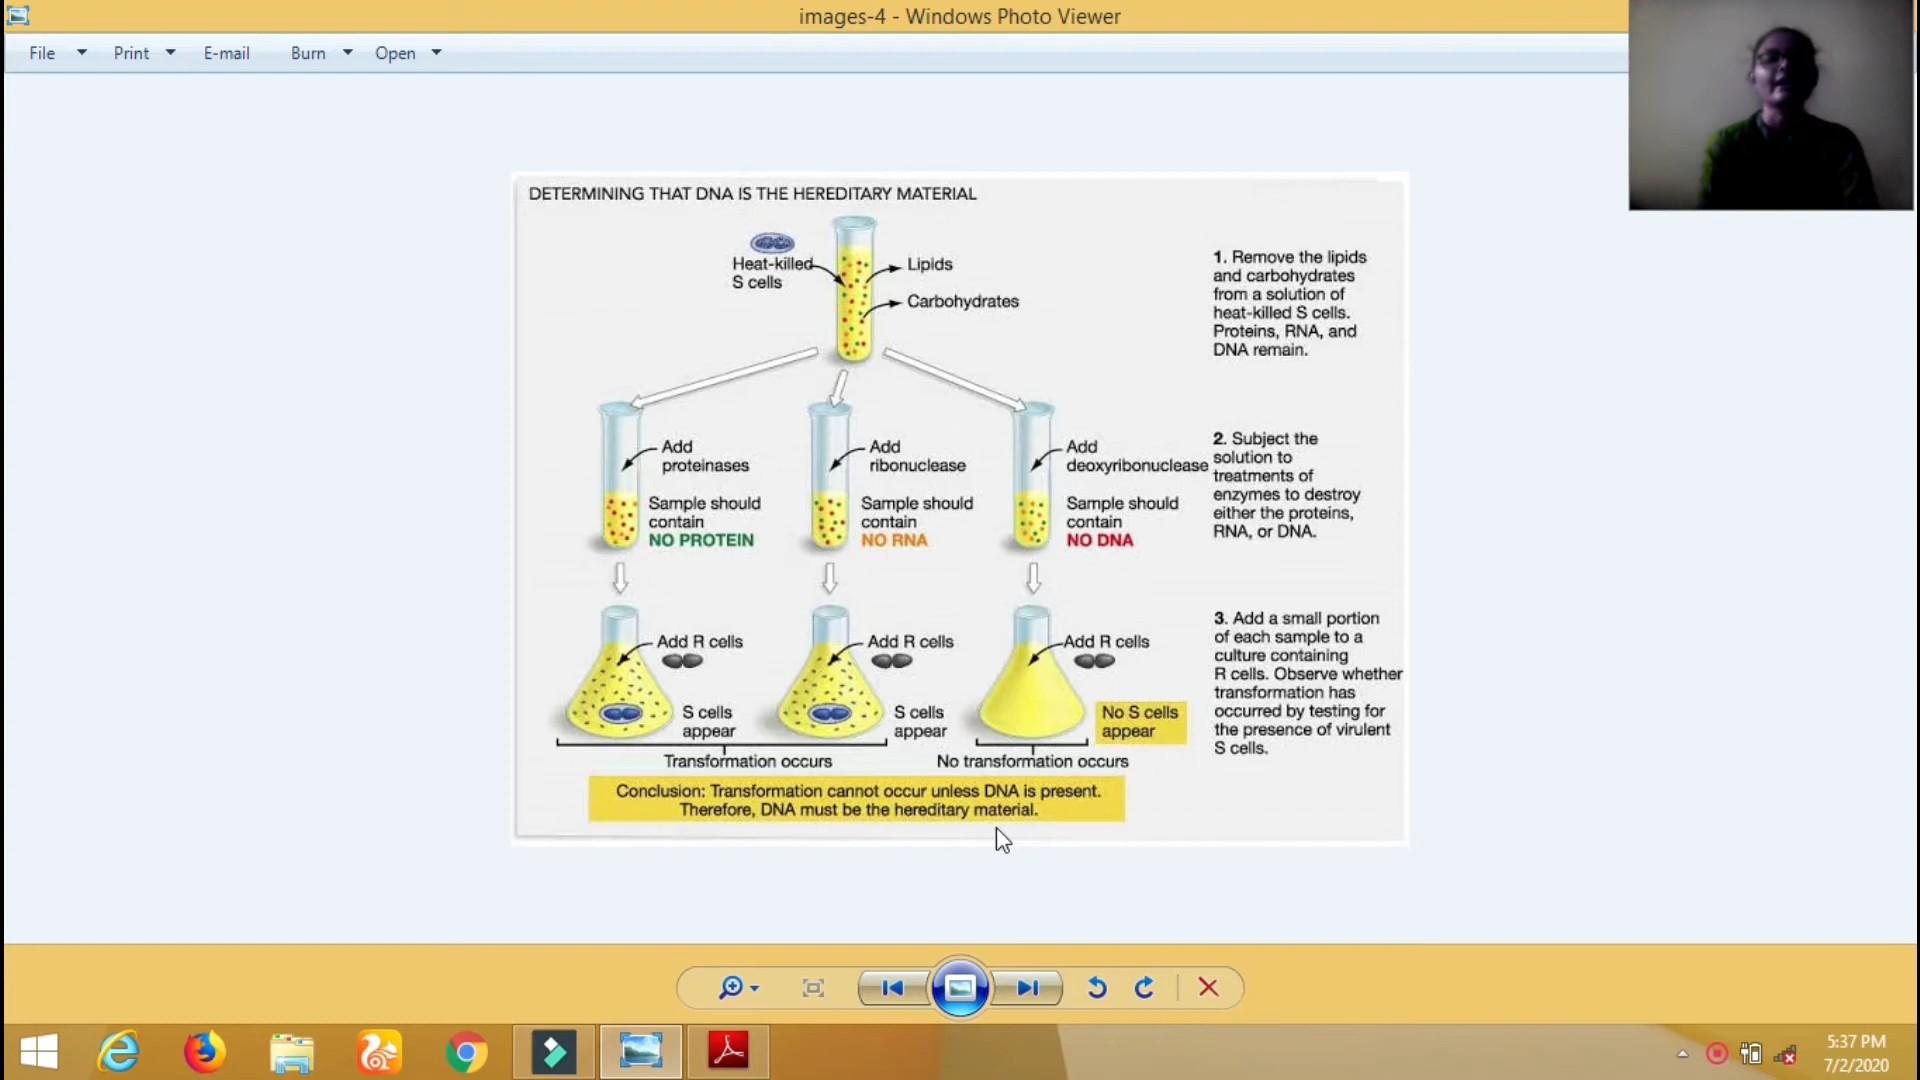 images-4 - Windows Photo Viewer
File Print E-mail Burn Open
DETERMINING THAT DNA IS THE HEREDITARY MATERIAL
Heat-killed
S cells
Lipids
Carbohydrates
1. Remove the lipids
and carbohydrates
from a solution of
heat-killed S cells.
Proteins, RNA, and
DNA remain.
Add
proteinases
Sample should
contain
NO PROTEIN
Add
ribonuclease
Sample should
contain
NO RNA
Add
deoxyribonuclease
Sample should
contain
NO DNA
2. Subject the
solution to
treatments of
enzymes to destroy
either the proteins,
RNA, or DNA.
Add R cells
S cells
appear
Add R cells
S cells
appear
Add R cells
No S cells
appear
3. Add a small portion
of each sample to a
culture containing
R cells. Observe whether
transformation has
occurred by testing for
the presence of virulent
S cells.
Transformation occurs
No transformation occurs
Conclusion: Transformation cannot occur unless DNA is present.
Therefore, DNA must be the hereditary material.
5:37 PM
7/2/2020